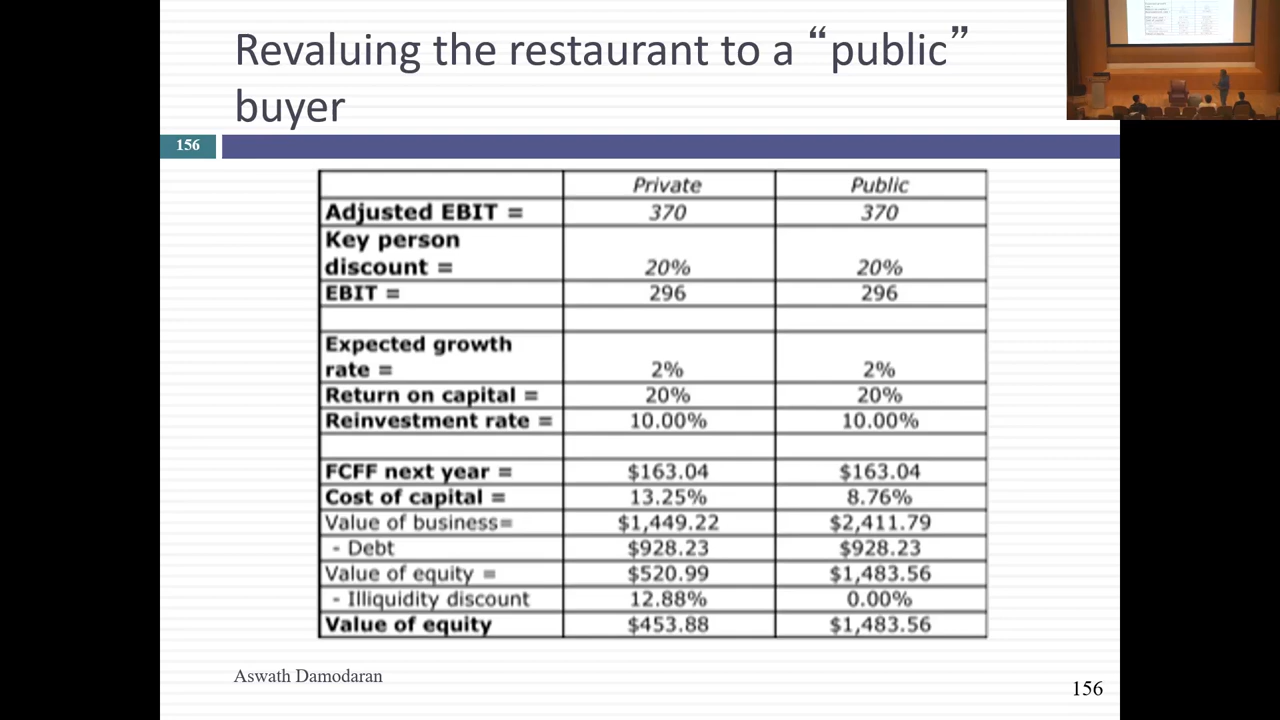 Revaluing the restaurant to a “public”
buyer
156
Private Public
Adjusted EBIT = 370 370
Key person
discount = 20% 20%
EBIT = 296 296
Expected growth
rate = 2% 2%
Return on capital = 20% 20%
Reinvestment rate = 10.00% 10.00%
FCFF next year = $163.04 $163.04
Cost of capital = 13.25% 8.76%
Value of business= $1,449.22 $2,411.79
- Debt $928.23 $928.23
Value of equity = $520.99 $1,483.56
- Illiquidity discount 12.88% 0.00%
Value of equity $453.88 $1,483.56
Aswath Damodaran
156